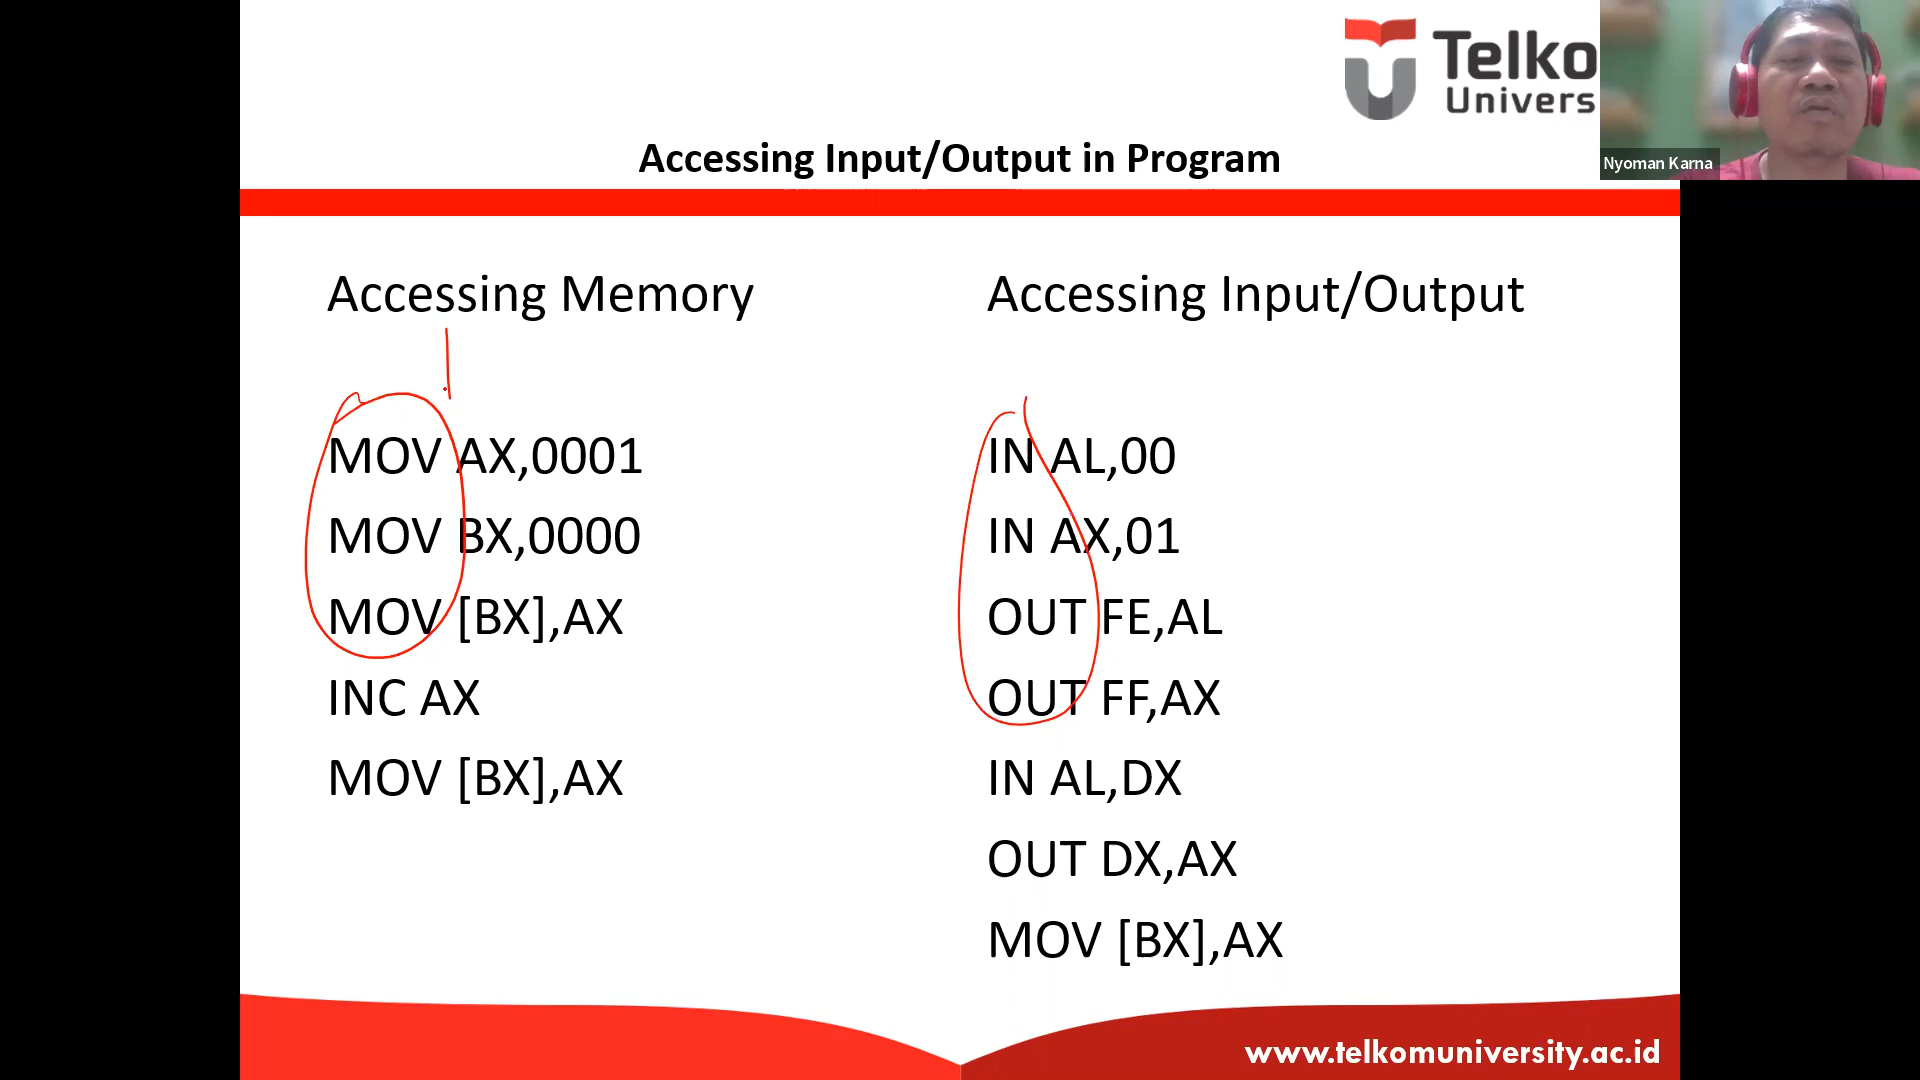 Telko
Univers
Nyoman Karna
Accessing Input/Output in Program
Accessing Memory
MOV AX,0001
MOV BX,0000
MOV [BX],AX
INC AX
MOV [BX],AX
Accessing Input/Output
IN AL,00
IN AX,01
OUT FE,AL
OUT FF,AX
IN AL,DX
OUT DX,AX
MOV [BX],AX
www.telkomuniversity.ac.id